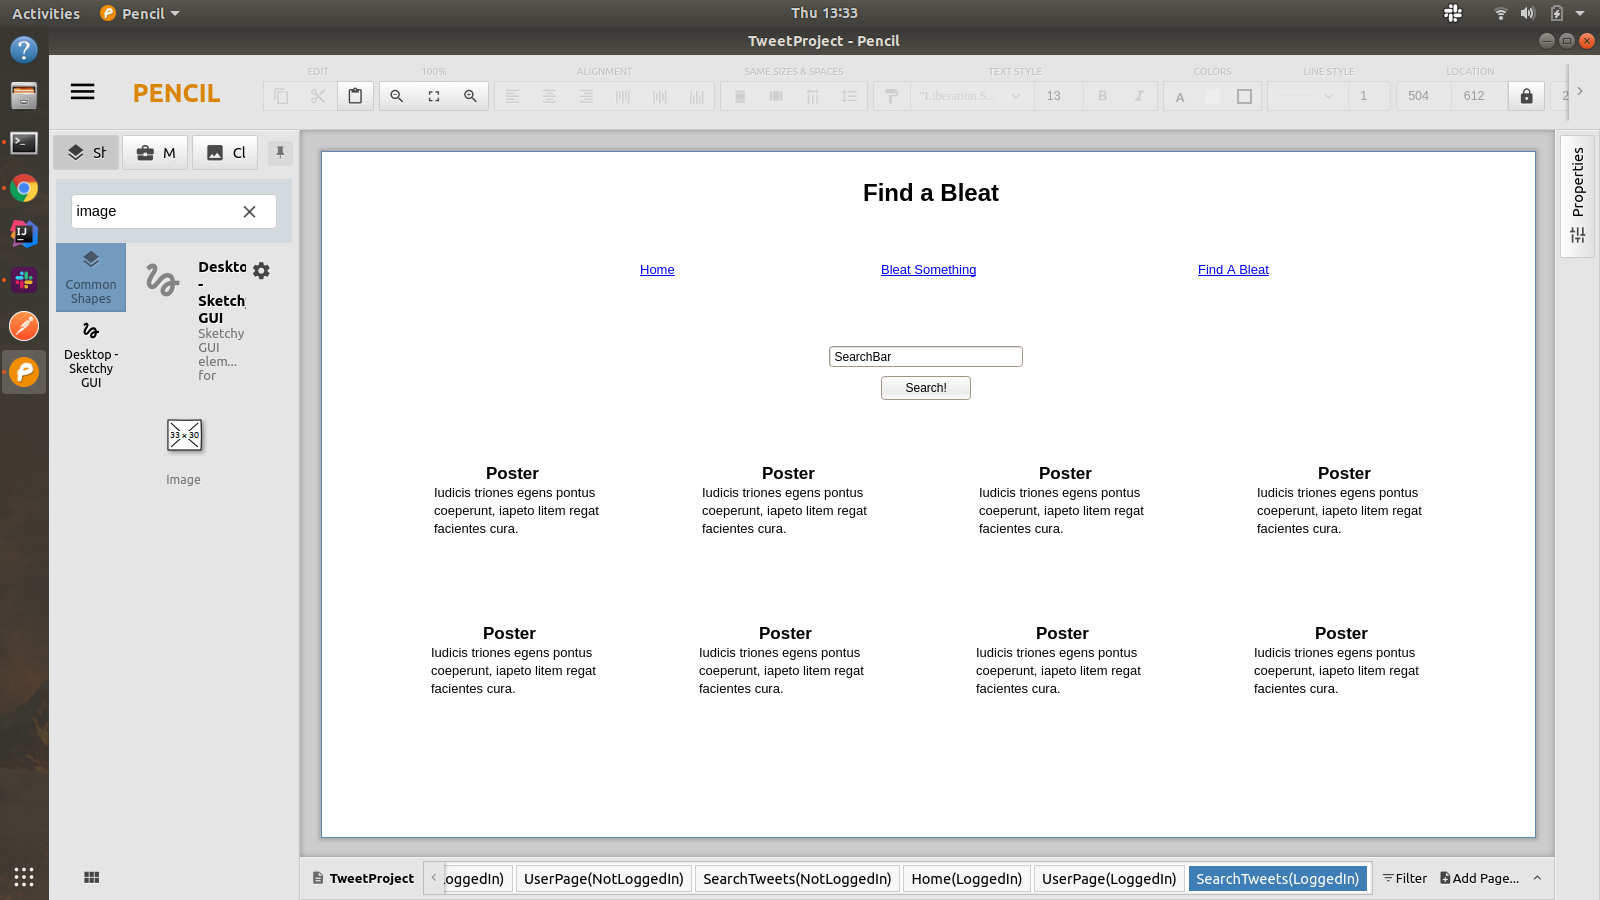 Activities
Pencil
Thu 13:33
TweetProject - Pencil
PENCIL
EDIT
100%
ALIGNMENT
SAME SIZES & SPACES
TEXT STYLE
COLORS
LINE STYLE
LOCATION
"Liberation S...
13
B
I
A
1
504
612
2
Sh
M
Cl
image
Common
Shapes
Desktop -
Sketchy
GUI
Deskto
-
Sketchy
GUI
Sketchy
GUI
elem...
for
33 x 30
Image
Find a Bleat
Home
Bleat Something
Find A Bleat
SearchBar
Search!
Poster
Iudicis triones egens pontus
coeperunt, iapeto litem regat
facientes cura.
Poster
Iudicis triones egens pontus
coeperunt, iapeto litem regat
facientes cura.
Poster
Iudicis triones egens pontus
coeperunt, iapeto litem regat
facientes cura.
Poster
Iudicis triones egens pontus
coeperunt, iapeto litem regat
facientes cura.
Poster
Iudicis triones egens pontus
coeperunt, iapeto litem regat
facientes cura.
Poster
Iudicis triones egens pontus
coeperunt, iapeto litem regat
facientes cura.
Poster
Iudicis triones egens pontus
coeperunt, iapeto litem regat
facientes cura.
Poster
Iudicis triones egens pontus
coeperunt, iapeto litem regat
facientes cura.
Properties
TweetProject
LoggedIn)
UserPage(NotLoggedIn)
SearchTweets(NotLoggedIn)
Home(LoggedIn)
UserPage(LoggedIn)
SearchTweets(LoggedIn)
Filter
Add Page...